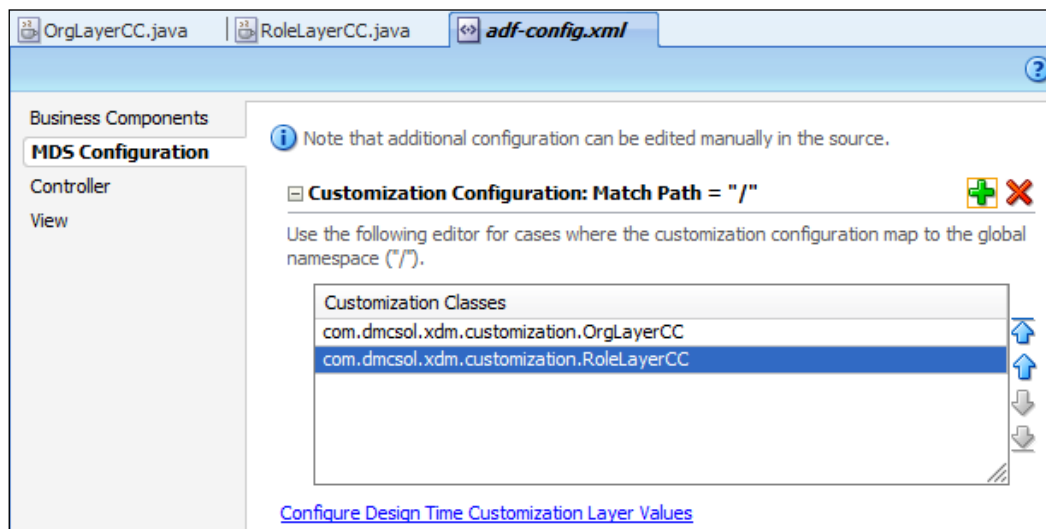 OrgLayerCC.java
RoleLayerCC.java
adf-config.xml
Business Components
MDS Configuration
Controller
View
Note that additional configuration can be edited manually in the source.
Customization Configuration: Match Path = "/"
Use the following editor for cases where the customization configuration map to the global
namespace ("/").
Customization Classes
com.dmcsol.xdm.customization.OrgLayerCC
com.dmcsol.xdm.customization.RoleLayerCC
Configure Design Time Customization Layer Values